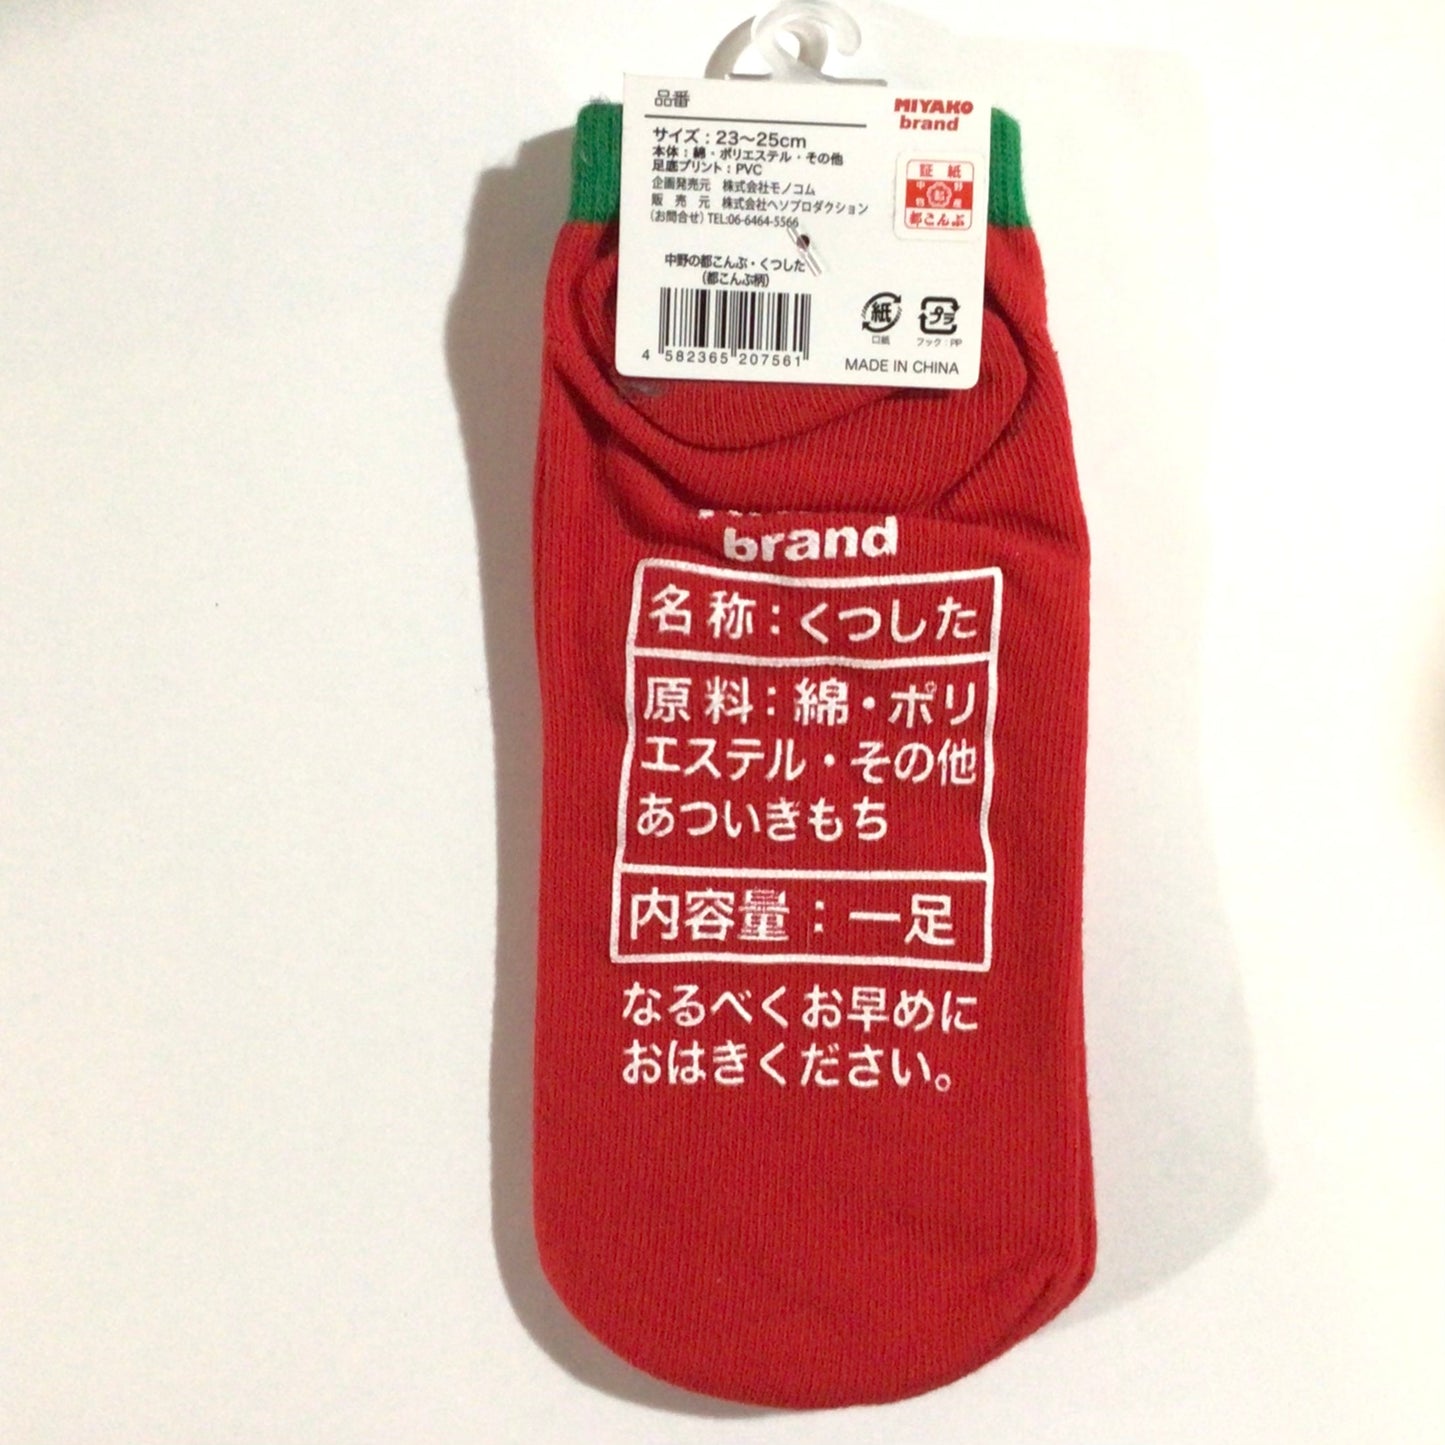 品番
MIYAKO
brand
サイズ：23～25cm
本体：綿・ポリエステル・その他
足底プリント：PVC
企画発売元　株式会社モノコム
販　売　元　株式会社ヘソプロダクション
(お問合せ) TEL:06-6464-5566
証紙
中野
都こんぶ
中野の都こんぶ・くつした
(都こんぶ柄)
4 582365 207561
紙
口紙
プラ
フック：PP
MADE IN CHINA
brand
名称：くつした
原料：綿・ポリ
エステル・その他
あついきもち
内容量：一足
なるべくお早めに
おはきください。